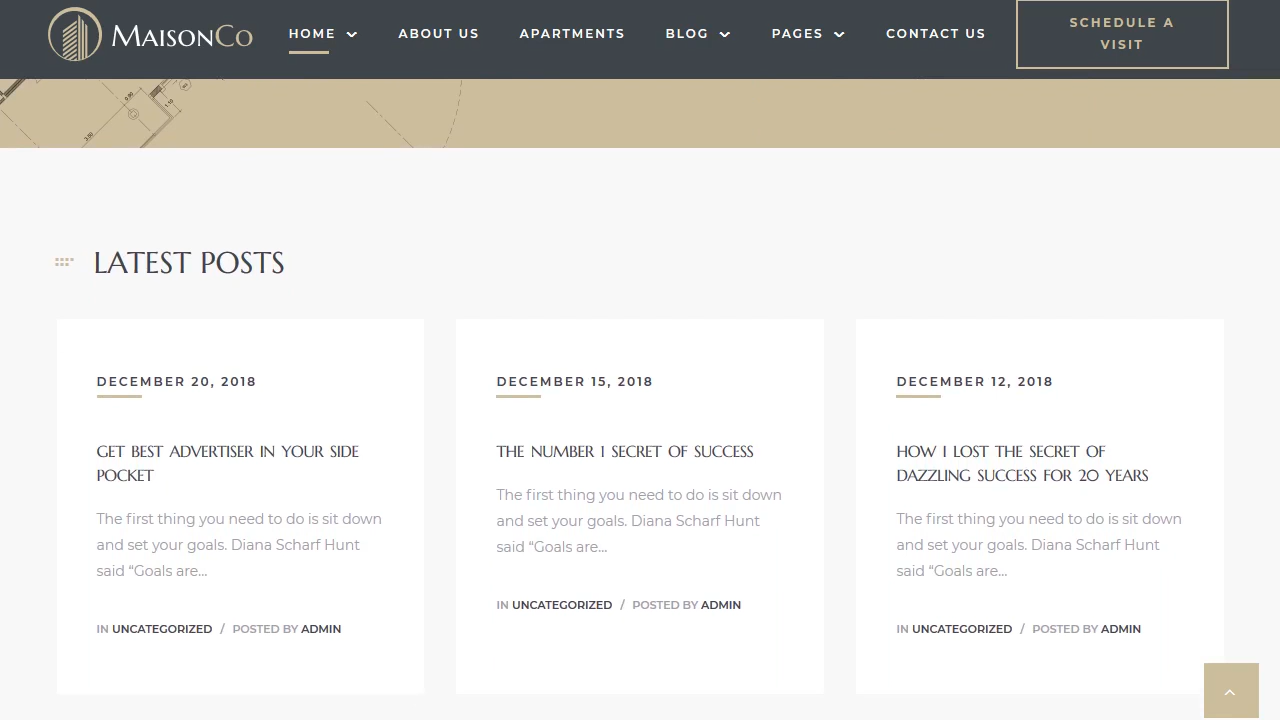 MaisonCo
HOME
ABOUT US
APARTMENTS
BLOG
PAGES
CONTACT US
SCHEDULE A
VISIT
0.90
1.10
3.50
LATEST POSTS
DECEMBER 20, 2018
GET BEST ADVERTISER IN YOUR SIDE
POCKET
The first thing you need to do is sit down
and set your goals. Diana Scharf Hunt
said “Goals are...
IN UNCATEGORIZED / POSTED BY ADMIN
DECEMBER 15, 2018
THE NUMBER 1 SECRET OF SUCCESS
The first thing you need to do is sit down
and set your goals. Diana Scharf Hunt
said “Goals are...
IN UNCATEGORIZED / POSTED BY ADMIN
DECEMBER 12, 2018
HOW I LOST THE SECRET OF
DAZZLING SUCCESS FOR 20 YEARS
The first thing you need to do is sit down
and set your goals. Diana Scharf Hunt
said “Goals are...
IN UNCATEGORIZED / POSTED BY ADMIN